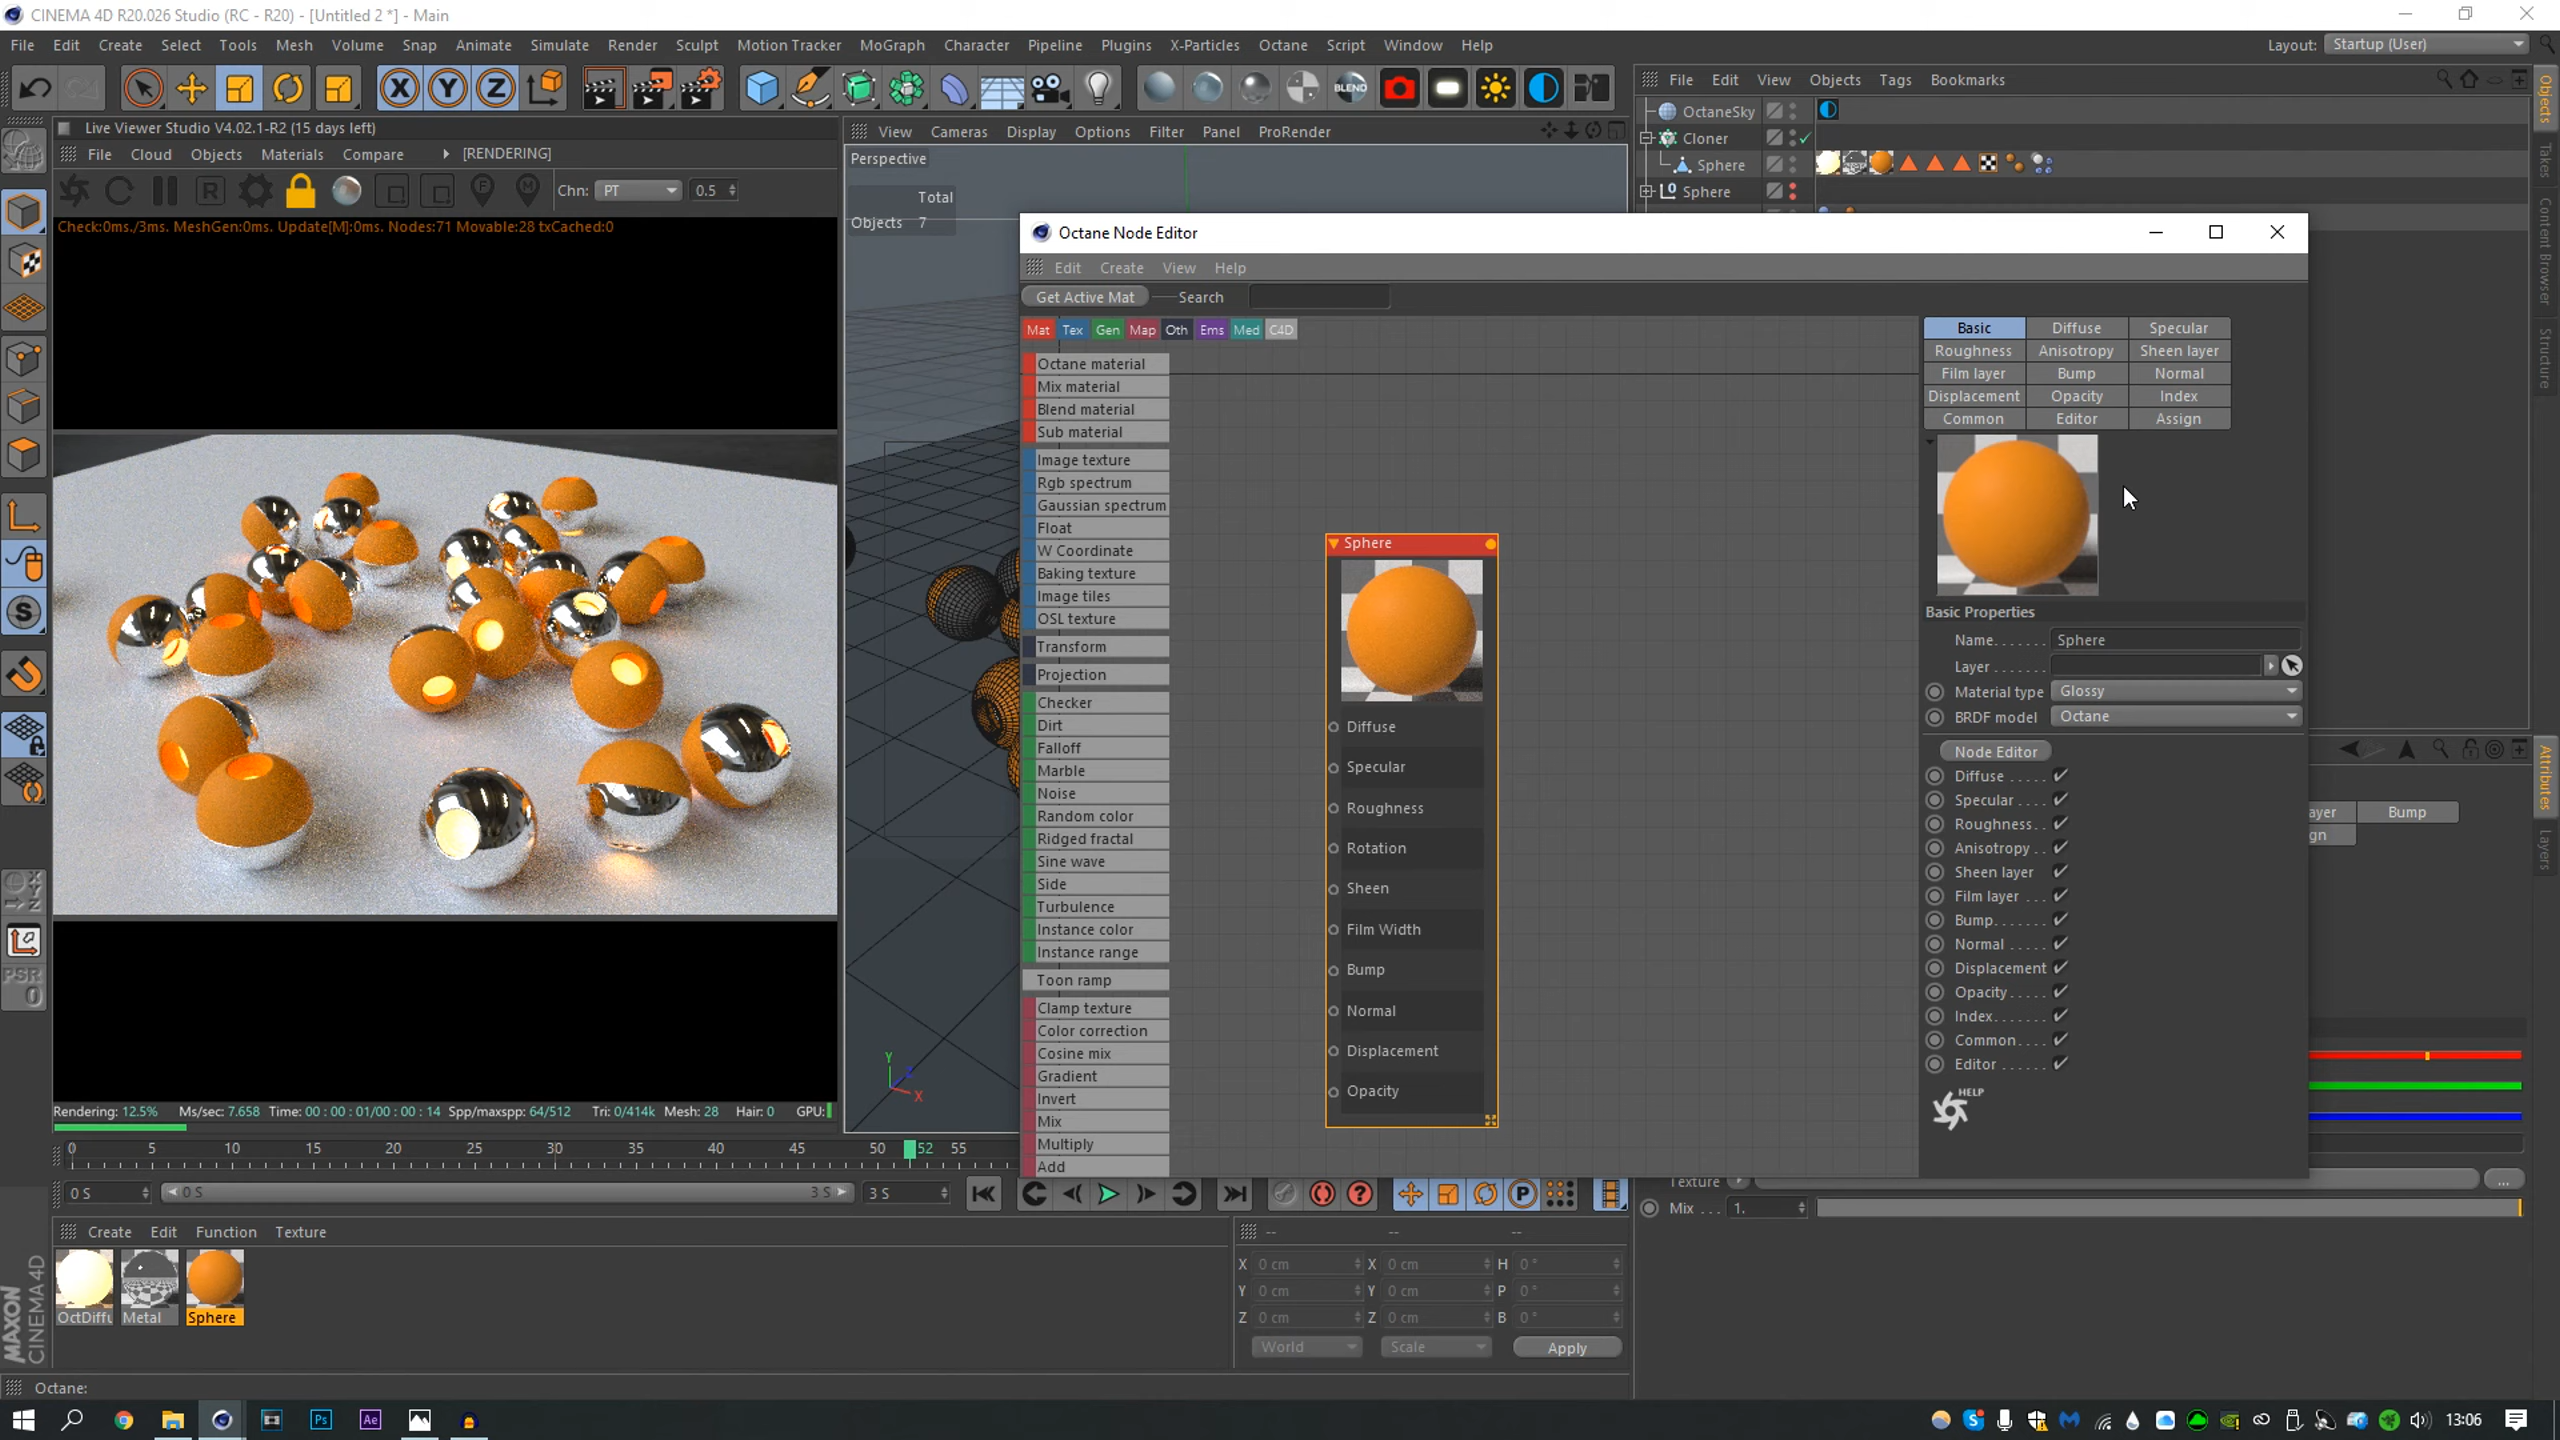 CINEMA 4D R20.026 Studio (RC - R20) - [Untitled 2 *] - Main
File Edit Create Select Tools Mesh Volume Snap Animate Simulate Render Sculpt Motion Tracker MoGraph Character Pipeline Plugins X-Particles Octane Script Window Help
Layout: Startup (User)
X Y Z BLEND
File Edit View Objects Tags Bookmarks
OctaneSky
Cloner
Sphere
Sphere
Objects
Takes
Content Browser
Structure
Live Viewer Studio V4.02.1-R2 (15 days left)
File Cloud Objects Materials Compare [RENDERING]
R F M Chn: PT 0.5
Check:0ms./3ms. MeshGen:0ms. Update[M]:0ms. Nodes:71 Movable:28 txCached:0
Rendering: 12.5% Ms/sec: 7.658 Time: 00 : 00 : 01/00 : 00 : 14 Spp/maxspp: 64/512 Tri: 0/414k Mesh: 28 Hair: 0 GPU:
View Cameras Display Options Filter Panel ProRender
Perspective
Total
Objects 7
Y
X
S
PSR
0
Octane Node Editor
Edit Create View Help
Get Active Mat Search
Mat Tex Gen Map Oth Ems Med C4D
Octane material
Mix material
Blend material
Sub material
Image texture
Rgb spectrum
Gaussian spectrum
Float
W Coordinate
Baking texture
Image tiles
OSL texture
Transform
Projection
Checker
Dirt
Falloff
Marble
Noise
Random color
Ridged fractal
Sine wave
Side
Turbulence
Instance color
Instance range
Toon ramp
Clamp texture
Color correction
Cosine mix
Gradient
Invert
Mix
Multiply
Add
Sphere
Diffuse
Specular
Roughness
Rotation
Sheen
Film Width
Bump
Normal
Displacement
Opacity
Basic Diffuse Specular
Roughness Anisotropy Sheen layer
Film layer Bump Normal
Displacement Opacity Index
Common Editor Assign
Basic Properties
Name. . . . . . . Sphere
Layer . . . . . . .
Material type Glossy
BRDF model Octane
Node Editor
Diffuse . . . . .
Specular . . . .
Roughness. .
Anisotropy . .
Sheen layer
Film layer . . .
Bump. . . . . . .
Normal . . . . .
Displacement
Opacity. . . . .
Index. . . . . . .
Common. . . .
Editor . . . . . .
HELP
Attributes
Layers
ayer Bump
gn
Texture ...
Mix . . . 1.
0 5 10 15 20 25 30 35 40 45 50 52 55
0 S 0 S 3 S 3 S
P
Create Edit Function Texture
OctDiffu Metal Sphere
-- -- --
X 0 cm X 0 cm H 0 °
Y 0 cm Y 0 cm P 0 °
Z 0 cm Z 0 cm B 0 °
World Scale Apply
MAXON
CINEMA 4D
Octane:
Ps Ae 13:06